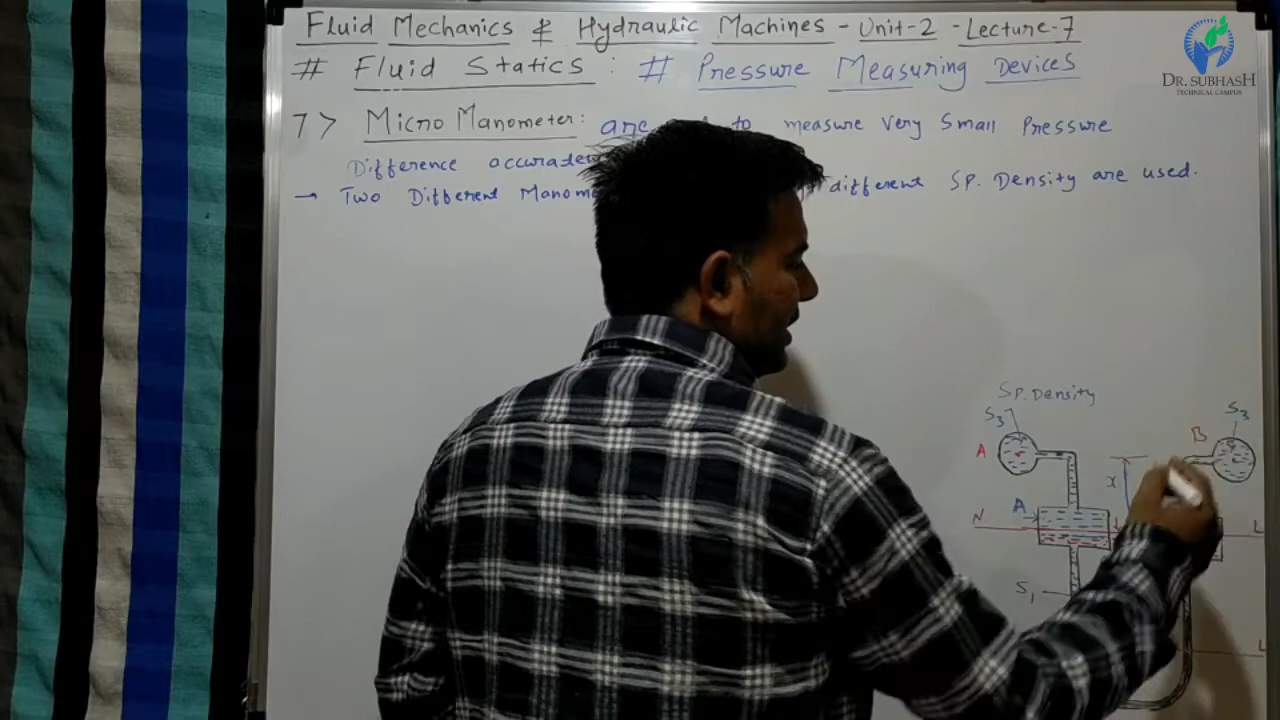 Fluid Mechanics & Hydraulic Machines - Unit-2 - Lecture-7
# Fluid Statics : # Pressure Measuring Devices
DR. SUBHASH
TECHNICAL CAMPUS
7> Micro Manometer: are to measure Very Small Pressure
Difference
→ Two Different different SP. Density are used.
SP. Density
S3 S3
A B
x
A
N L
S1
L